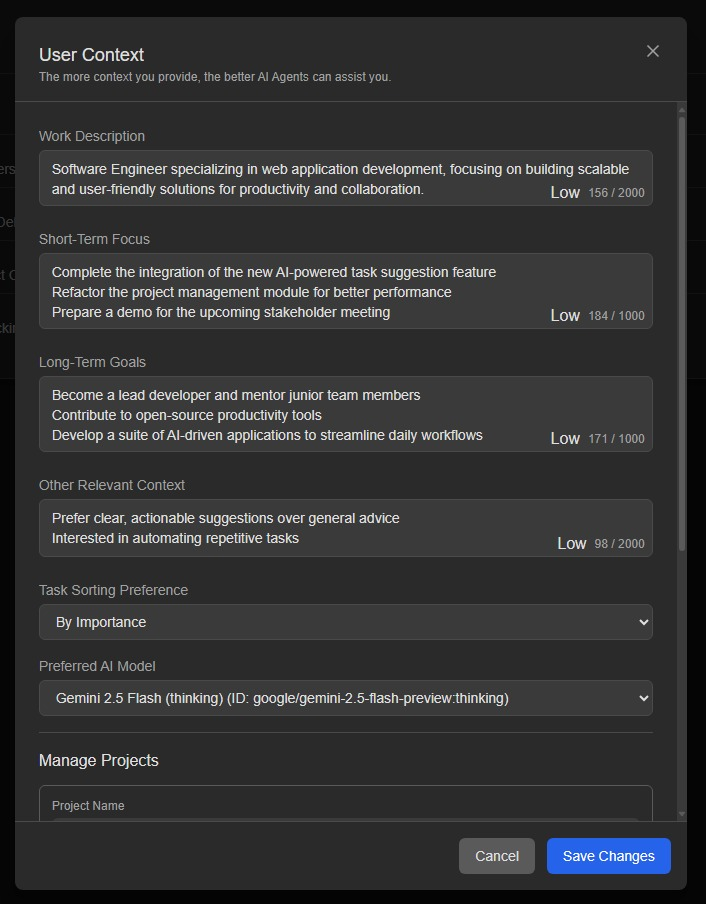 User Context
The more context you provide, the better AI Agents can assist you.
Work Description
Software Engineer specializing in web application development, focusing on building scalable
and user-friendly solutions for productivity and collaboration.
Low 156 / 2000
Short-Term Focus
Complete the integration of the new AI-powered task suggestion feature
Refactor the project management module for better performance
Prepare a demo for the upcoming stakeholder meeting
Low 184 / 1000
Long-Term Goals
Become a lead developer and mentor junior team members
Contribute to open-source productivity tools
Develop a suite of AI-driven applications to streamline daily workflows
Low 171 / 1000
Other Relevant Context
Prefer clear, actionable suggestions over general advice
Interested in automating repetitive tasks
Low 98 / 2000
Task Sorting Preference
By Importance
Preferred AI Model
Gemini 2.5 Flash (thinking) (ID: google/gemini-2.5-flash-preview:thinking)
Manage Projects
Project Name
Cancel
Save Changes